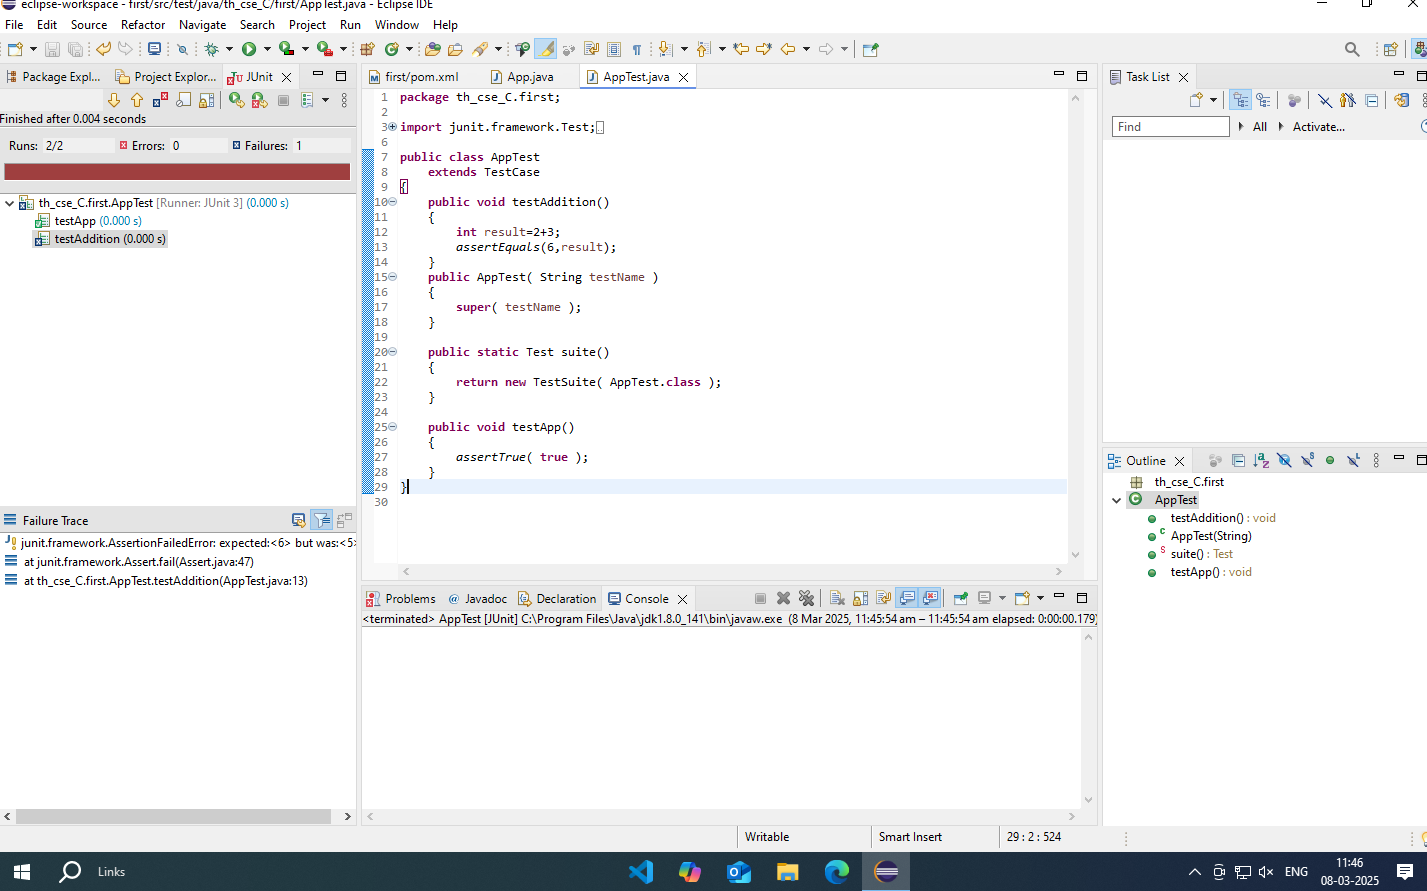 eclipse-workspace - first/src/test/java/th_cse_C/first/AppTest.java - Eclipse IDE
File Edit Source Refactor Navigate Search Project Run Window Help
Package Expl... Project Explor... JUnit
Finished after 0.004 seconds
Runs: 2/2 Errors: 0 Failures: 1
th_cse_C.first.AppTest [Runner: JUnit 3] (0.000 s)
testApp (0.000 s)
testAddition (0.000 s)
Failure Trace
junit.framework.AssertionFailedError: expected:<6> but was:<5>
at junit.framework.Assert.fail(Assert.java:47)
at th_cse_C.first.AppTest.testAddition(AppTest.java:13)
first/pom.xml App.java AppTest.java
1 package th_cse_C.first;
2
3 import junit.framework.Test;
6
7 public class AppTest
8 extends TestCase
9 {
10 public void testAddition()
11 {
12 int result=2+3;
13 assertEquals(6,result);
14 }
15 public AppTest( String testName )
16 {
17 super( testName );
18 }
19
20 public static Test suite()
21 {
22 return new TestSuite( AppTest.class );
23 }
24
25 public void testApp()
26 {
27 assertTrue( true );
28 }
29 }
30
Problems @ Javadoc Declaration Console
<terminated> AppTest [JUnit] C:\Program Files\Java\jdk1.8.0_141\bin\javaw.exe (8 Mar 2025, 11:45:54 am – 11:45:54 am elapsed: 0:00:00.179)
Task List
Find All Activate...
Outline
th_cse_C.first
AppTest
testAddition() : void
AppTest(String)
suite() : Test
testApp() : void
Writable Smart Insert 29 : 2 : 524
Links
ENG
11:46
08-03-2025